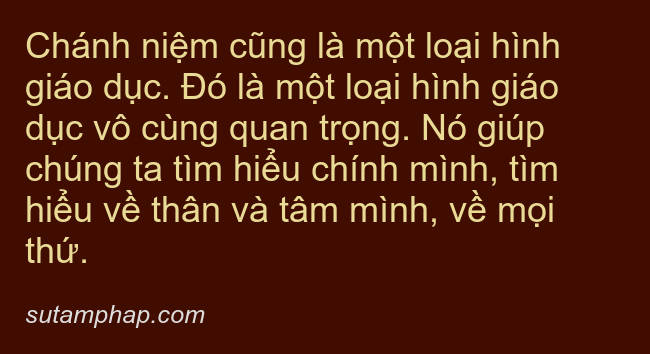 Chánh niệm cũng là một loại hình
giáo dục. Đó là một loại hình giáo
dục vô cùng quan trọng. Nó giúp
chúng ta tìm hiểu chính mình, tìm
hiểu về thân và tâm mình, về mọi
thứ.
sutamphap.com